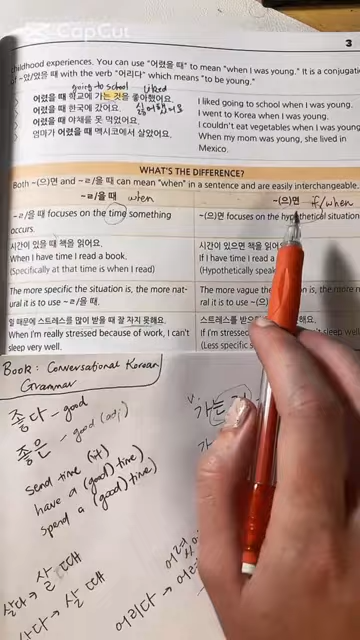 CapCut
3
childhood experiences. You can use "어렸을 때" to mean "when I was young." It is a conjugation
-았/었을 때 with the verb "어리다" which means "to be young."
going to school liked
어렸을 때 학교에 가는 것을 좋아했어요. I liked going to school when I was young.
어렸을 때 한국에 갔어요. I went to Korea when I was young.
어렸을 때 야채를 못 먹었어요. I couldn't eat vegetables when I was young.
엄마가 어렸을 때 멕시코에서 살았어요. When my mom was young, she lived in Mexico.
WHAT'S THE DIFFERENCE?
Both ~(으)면 and ~ㄹ/을 때 can mean "when" in a sentence and are easily interchangeable.
~ㄹ/을 때 when ~(으)면 if/when
~ㄹ/을 때 focuses on the time something occurs. ~(으)면 focuses on the hypothetical situation
시간이 있을 때 책을 읽어요. 시간이 있으면 책을 읽어
When I have time I read a book. If I have time I read a
(Specifically at that time is when I read) (Hypothetically speak
The more specific the situation is, the more natural it is to use ~ㄹ/을 때. The more vague the is, the more natural it is to use ~(으)
일 때문에 스트레스를 많이 받을 때 잘 자지 못해요. 스트레스를 받으
When I'm really stressed because of work, I can't sleep very well. If I'm stressed sleep well
(Less specific
Book: Conversational Korean
Grammar
좋다 - good
좋은 - good (adj)
send time (it)
have a (good) time)
spend a (good) time)
살다→ 살 때
살다→ 살 때
v.
가는 것
어리다 →